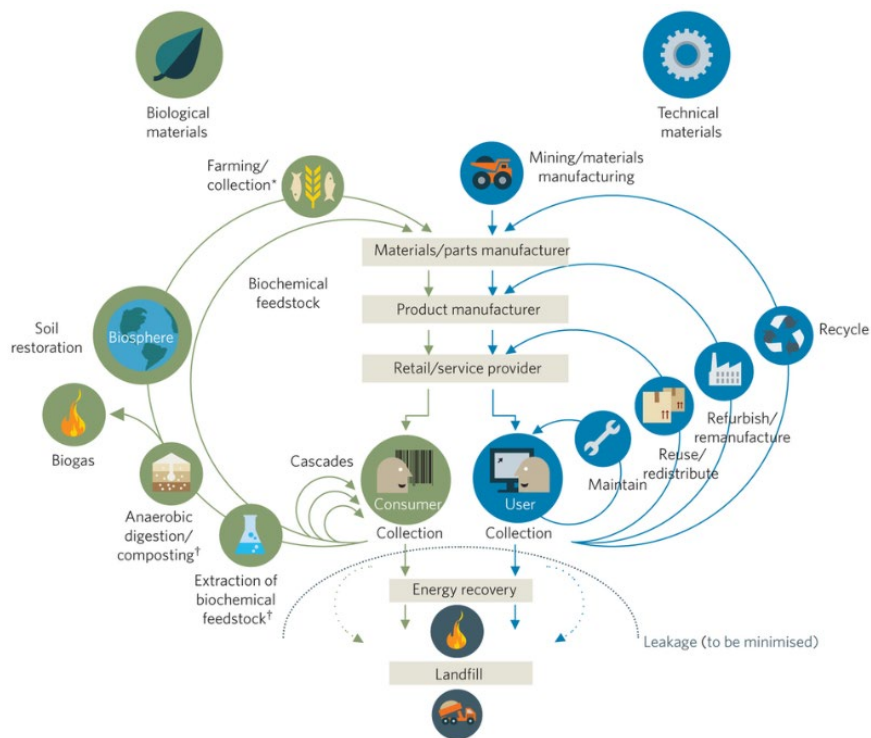 Biological
materials
Technical
materials
Farming/
collection*
Mining/materials
manufacturing
Materials/parts manufacturer
Biochemical
feedstock
Product manufacturer
Soil
restoration
Biosphere
Recycle
Retail/service provider
Refurbish/
remanufacture
Reuse/
redistribute
Biogas
Cascades
Maintain
Consumer
User
Anaerobic
digestion/
composting†
Collection
Collection
Extraction of
biochemical
feedstock†
Energy recovery
Leakage (to be minimised)
Landfill